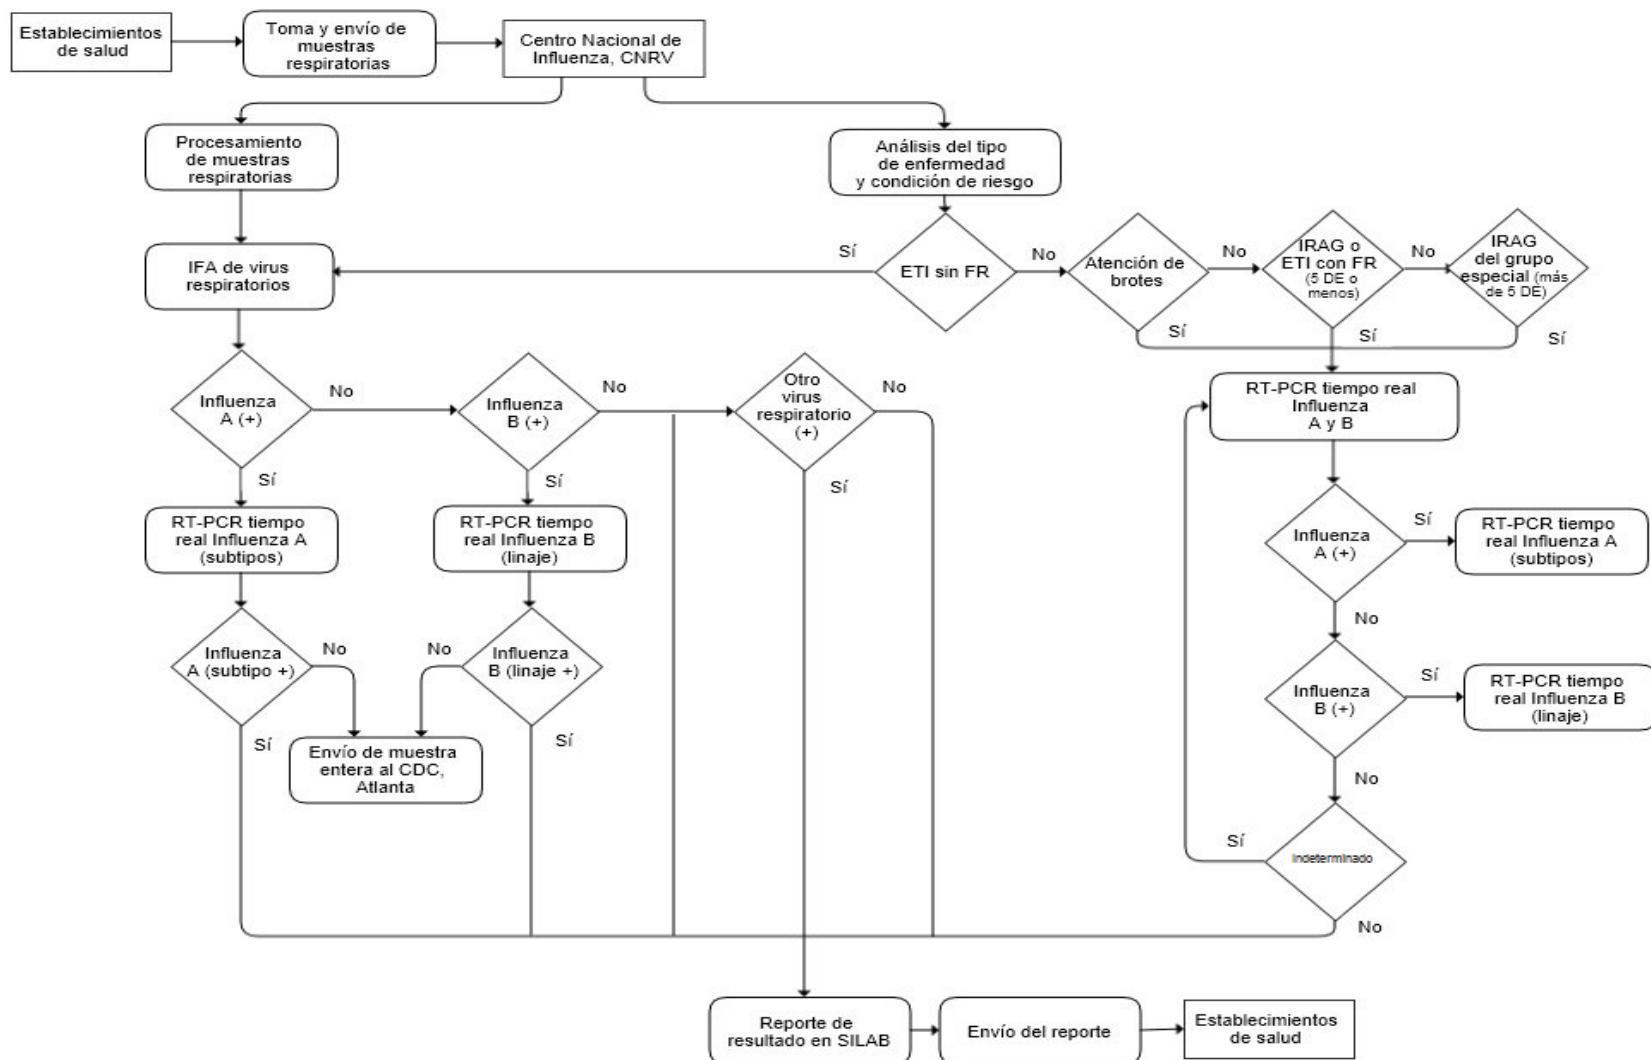 Establecimientos
de salud
Toma y envío de
muestras
respiratorias
Centro Nacional de
Influenza, CNRV
Procesamiento
de muestras
respiratorias
Análisis del tipo
de enfermedad
y condición de riesgo
IFA de virus
respiratorios
Sí
ETI sin FR
No
Atención de
brotes
No
IRAG o
ETI con FR
(5 DE o
menos)
No
IRAG
del grupo
especial (más
de 5 DE)
Sí
Sí
Sí
Influenza
A (+)
No
Influenza
B (+)
No
Otro
virus
respiratorio
(+)
No
RT-PCR tiempo real
Influenza
A y B
Sí
Sí
Sí
RT-PCR tiempo
real Influenza A
(subtipos)
RT-PCR tiempo
real Influenza B
(linaje)
Influenza
A (+)
Sí
RT-PCR tiempo
real Influenza A
(subtipos)
No
Influenza
A (subtipo +)
No
No
Influenza
B (linaje +)
Influenza
B (+)
Sí
RT-PCR tiempo
real Influenza B
(linaje)
Sí
Envío de muestra
entera al CDC,
Atlanta
Sí
No
Sí
Indeterminado
No
Reporte de
resultado en SILAB
Envío del reporte
Establecimientos
de salud